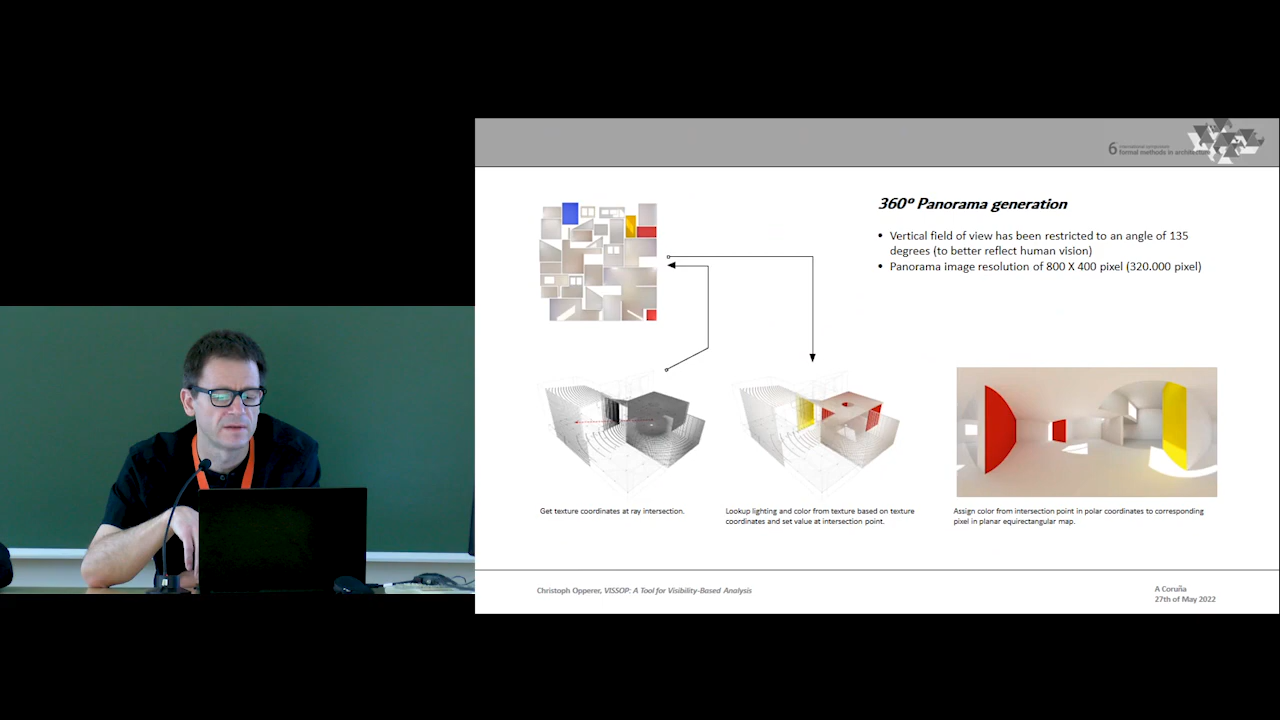 6 international symposium
formal methods in architecture
360º Panorama generation
• Vertical field of view has been restricted to an angle of 135
degrees (to better reflect human vision)
• Panorama image resolution of 800 X 400 pixel (320.000 pixel)
Get texture coordinates at ray intersection.
Lookup lighting and color from texture based on texture
coordinates and set value at intersection point.
Assign color from intersection point in polar coordinates to corresponding
pixel in planar equirectangular map.
Christoph Opperer, VISSOP: A Tool for Visibility-Based Analysis
A Coruña
27th of May 2022